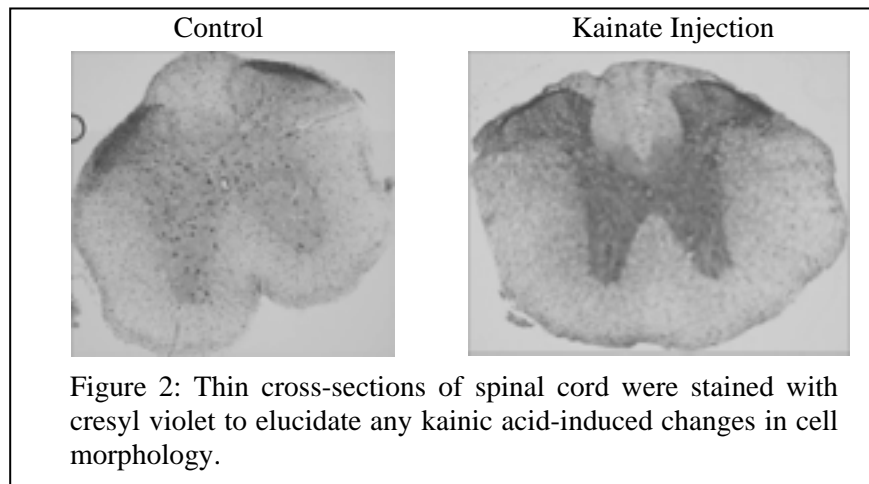 Control Kainate Injection
Figure 2: Thin cross-sections of spinal cord were stained with
cresyl violet to elucidate any kainic acid-induced changes in cell
morphology.